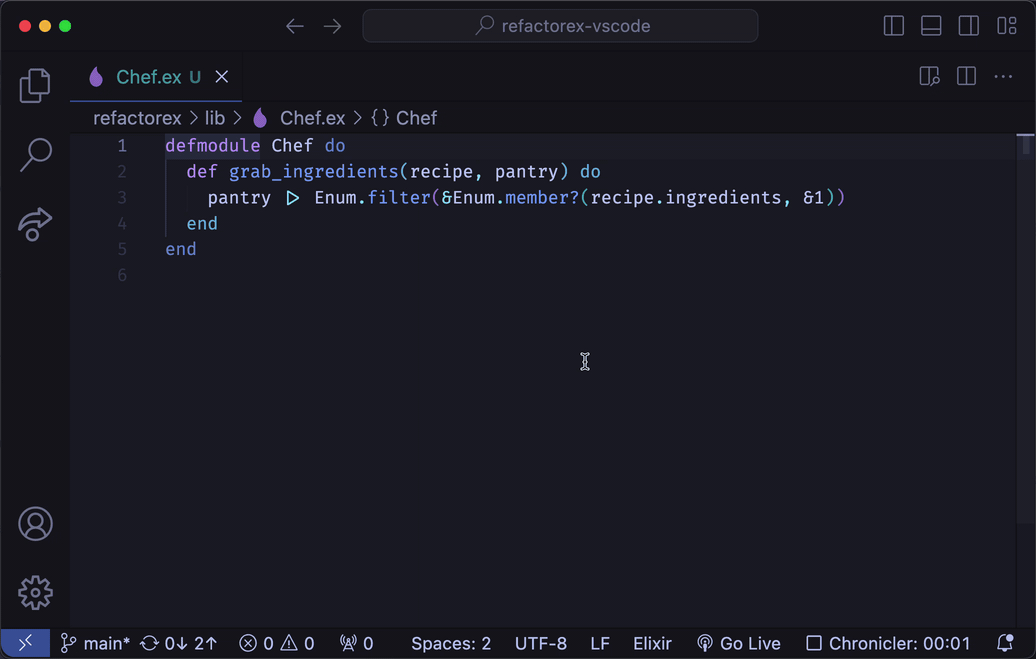 refactorex-vscode
Chef.ex U
refactorex > lib > Chef.ex > {} Chef
1 defmodule Chef do
2 def grab_ingredients(recipe, pantry) do
3 pantry |> Enum.filter(&Enum.member?(recipe.ingredients, &1))
4 end
5 end
6
main* 0↓ 2↑ 0 0 0 Spaces: 2 UTF-8 LF Elixir Go Live Chronicler: 00:01